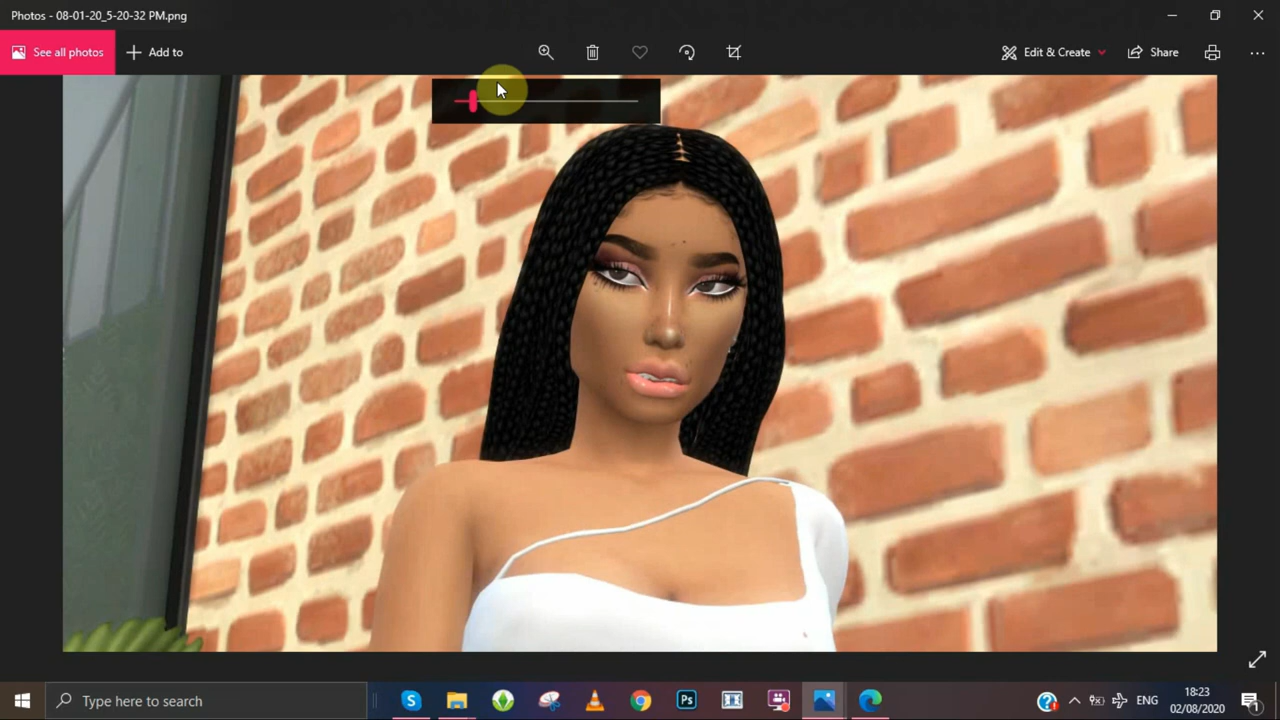 Photos - 08-01-20_5-20-32 PM.png
See all photos
Add to
Edit & Create
Share
Type here to search
Ps
ENG
18:23
02/08/2020